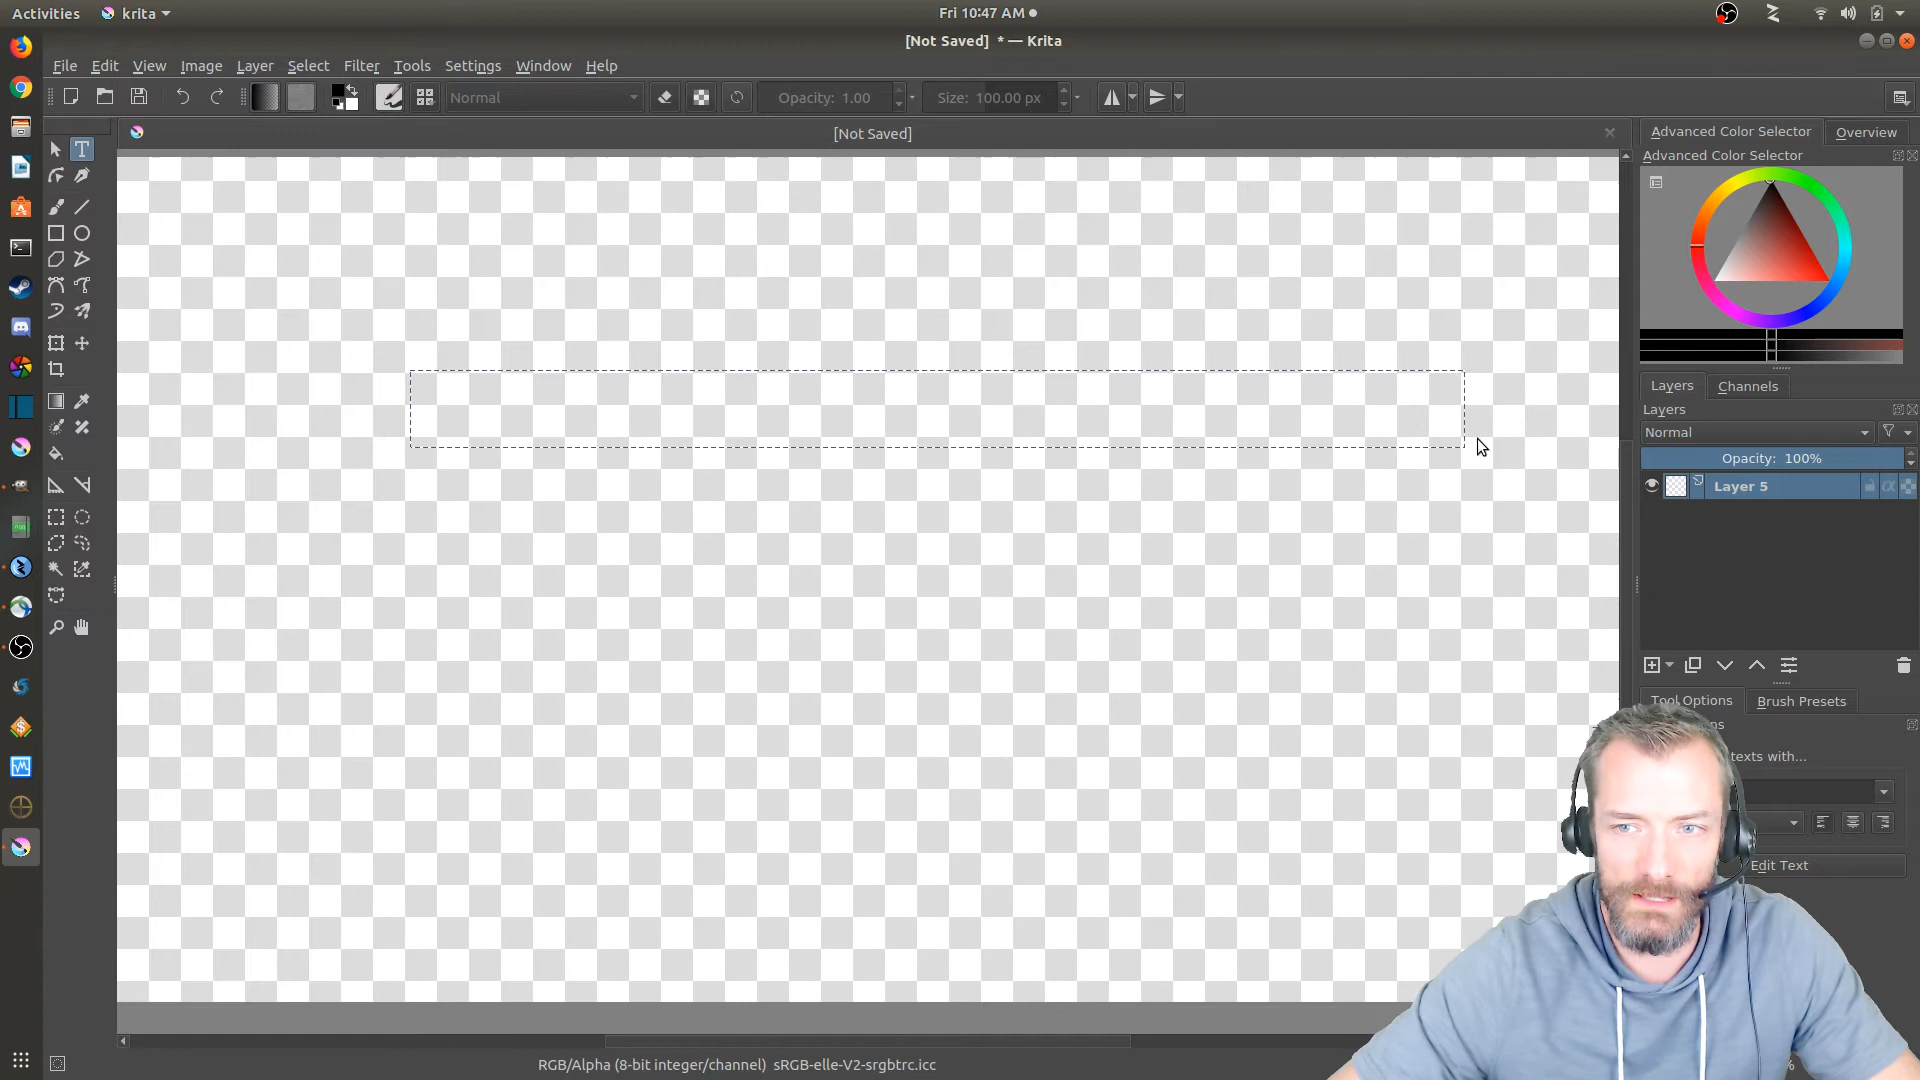 Activities krita Fri 10:47 AM
[Not Saved] * — Krita
File Edit View Image Layer Select Filter Tools Settings Window Help
Normal Opacity: 1.00 Size: 100.00 px
[Not Saved]
Advanced Color Selector Overview
Advanced Color Selector
Layers Channels
Layers
Normal
Opacity: 100%
Layer 5
Tool Options Brush Presets
texts with...
Edit Text
RGB/Alpha (8-bit integer/channel) sRGB-elle-V2-srgbtrc.icc